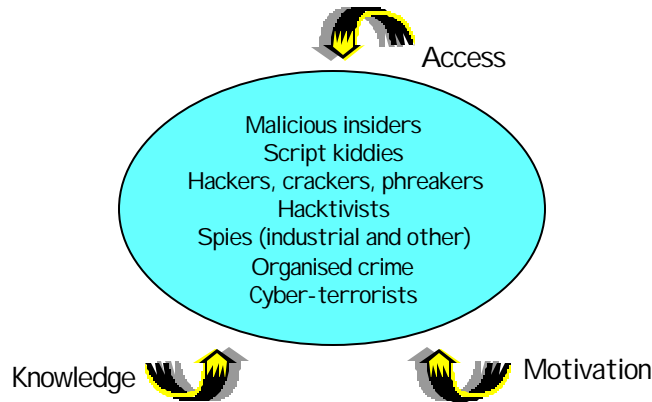 Access
Malicious insiders
Script kiddies
Hackers, crackers, phreakers
Hacktivists
Spies (industrial and other)
Organised crime
Cyber-terrorists
Knowledge
Motivation